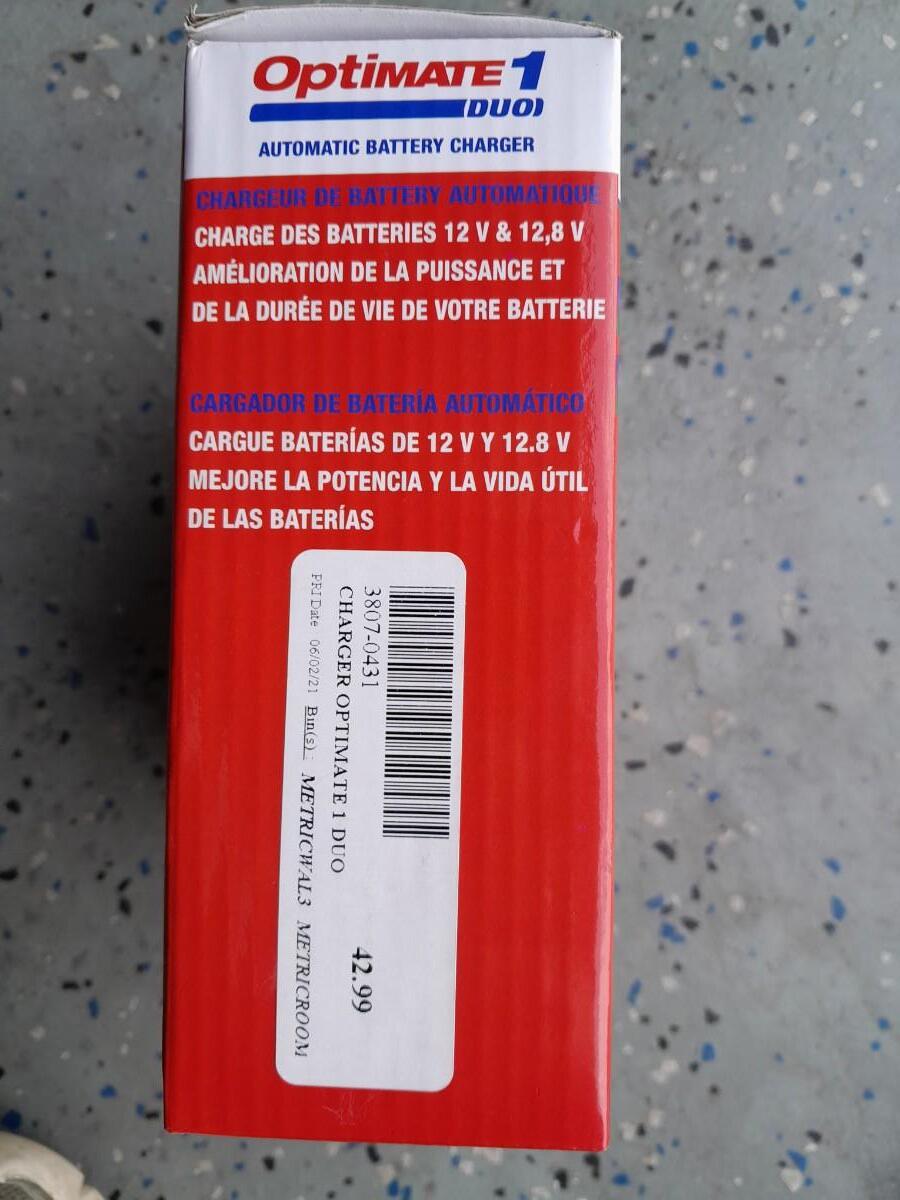 OptiMATE 1
DUO
AUTOMATIC BATTERY CHARGER
CHARGEUR DE BATTERY AUTOMATIQUE
CHARGE DES BATTERIES 12 V & 12,8 V
AMÉLIORATION DE LA PUISSANCE ET
DE LA DURÉE DE VIE DE VOTRE BATTERIE
CARGADOR DE BATERÍA AUTOMÁTICO
CARGUE BATERÍAS DE 12 V Y 12.8 V
MEJORE LA POTENCIA Y LA VIDA ÚTIL
DE LAS BATERÍAS
3807-0431
CHARGER OPTIMATE 1 DUO
42.99
PRI Date 06/02/21 Bin(s): METRICWAL3 METRICROOM